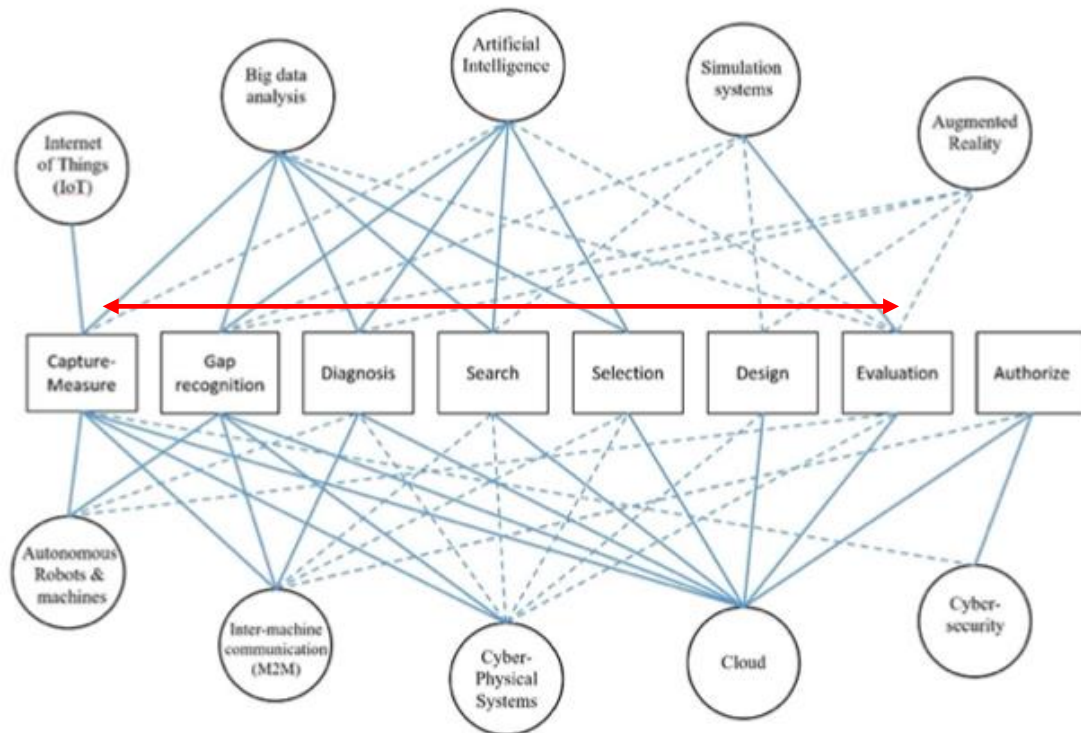 Artificial
Intelligence
Big data
analysis
Simulation
systems
Internet
of Things
(IoT)
Augmented
Reality
Capture-
Measure
Gap
recognition
Diagnosis
Search
Selection
Design
Evaluation
Authorize
Autonomous
Robots &
machines
Inter-machine
communication
(M2M)
Cyber-
Physical
Systems
Cloud
Cyber-
security